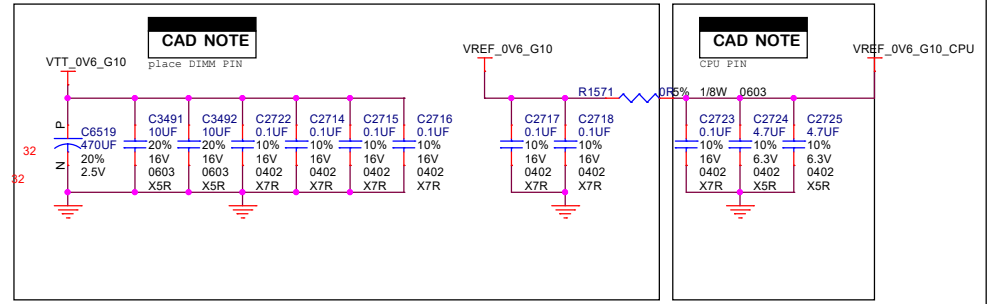 CAD NOTE
place DIMM PIN
VTT_0V6_G10
VREF_0V6_G10
CAD NOTE
CPU PIN
VREF_0V6_G10_CPU
R1571
0R5% 1/8W 0603
P
N
32
32
C6519
470UF
20%
2.5V
C3491
10UF
20%
16V
0603
X5R
C3492
10UF
20%
16V
0603
X5R
C2722
0.1UF
10%
16V
0402
X7R
C2714
0.1UF
10%
16V
0402
X7R
C2715
0.1UF
10%
16V
0402
X7R
C2716
0.1UF
10%
16V
0402
X7R
C2717
0.1UF
10%
16V
0402
X7R
C2718
0.1UF
10%
16V
0402
X7R
C2723
0.1UF
10%
16V
0402
X7R
C2724
4.7UF
10%
6.3V
0402
X5R
C2725
4.7UF
10%
6.3V
0402
X5R